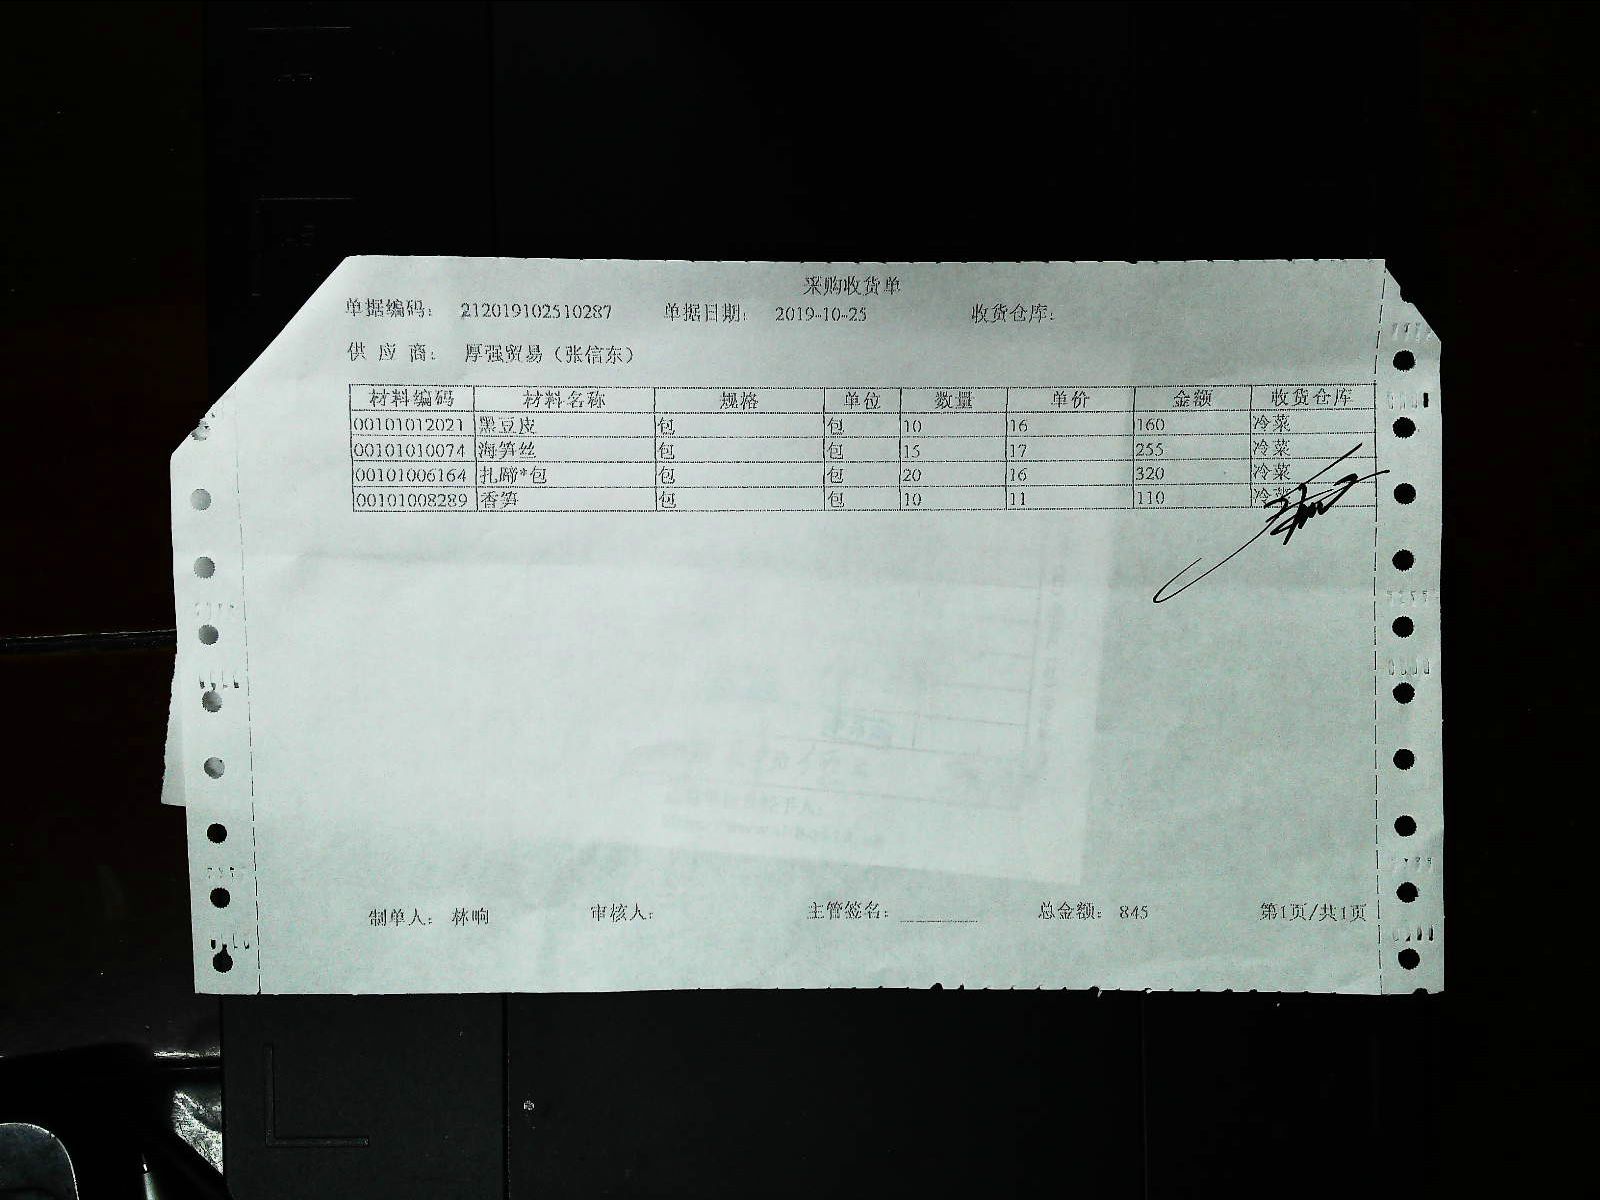 采购收货单
单据编码： 212019102510287 单据日期： 2019-10-25 收货仓库：
供 应 商： 厚强贸易（张信东）
材料编码 材料名称 规格 单位 数量 单价 金额 收货仓库
00101012021 黑豆皮 包 包 10 16 160 冷菜
00101010074 海笋丝 包 包 15 17 255 冷菜
00101006164 扎蹄*包 包 包 20 16 320 冷菜
00101008289 香笋 包 包 10 11 110 冷菜
制单人： 林响 审核人： 主管签名： 总金额： 845 第1页/共1页